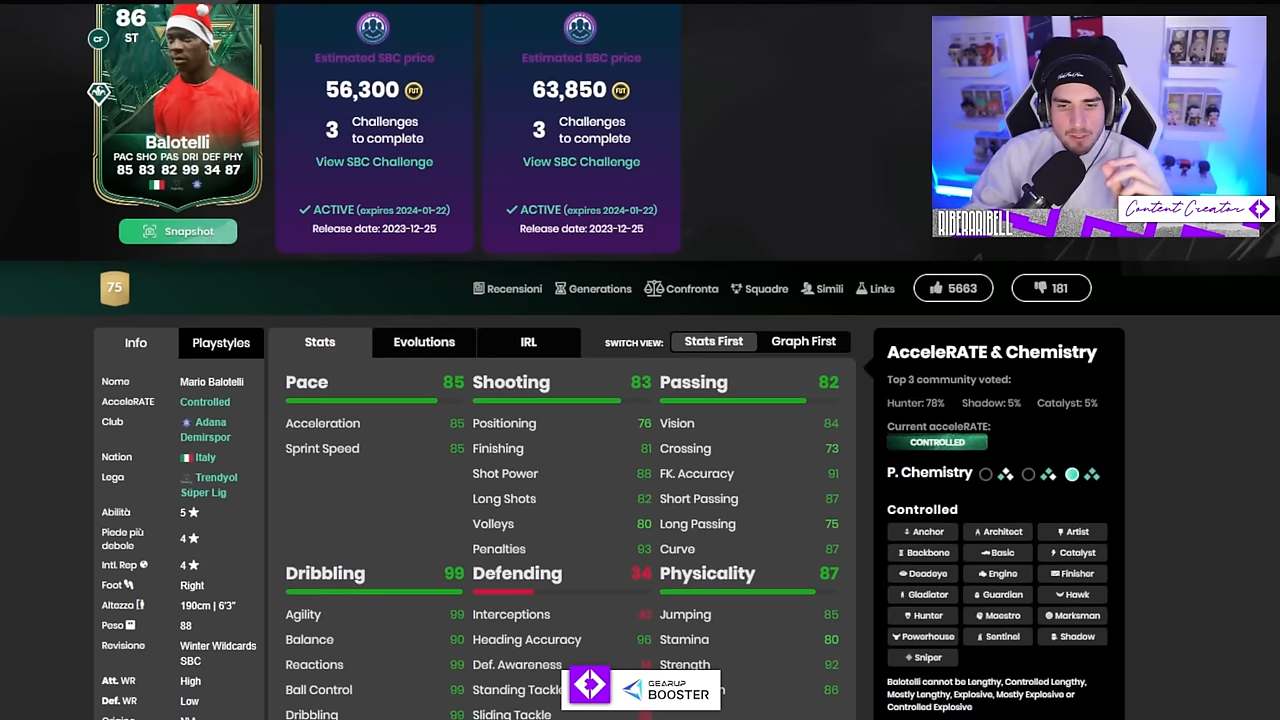 86
ST
CF
Balotelli
PAC SHO PAS DRI DEF PHY
85 83 82 99 34 87
Snapshot
Estimated SBC price
56,300 FUT
3 Challenges to complete
View SBC Challenge
ACTIVE (expires 2024-01-22)
Release date: 2023-12-25
Estimated SBC price
63,850 FUT
3 Challenges to complete
View SBC Challenge
ACTIVE (expires 2024-01-22)
Release date: 2023-12-25
Content Creator
75
Recensioni Generations Confronta Squadre Simili Links 5663 181
Info Playstyles
Nome Mario Balotelli
AcceleRATE Controlled
Club Adana
Demirspor
Nation Italy
Lega Trendyol
Süper Lig
Abilità 5
Piede più
debole 4
Intl. Rep 4
Foot Right
Altezza 190cm | 6'3"
Peso 88
Revisione Winter Wildcards
SBC
Att. WR High
Def. WR Low
Stats Evolutions IRL SWITCH VIEW: Stats First Graph First
Pace 85
Acceleration 85
Sprint Speed 85
Shooting 83
Positioning 76
Finishing 81
Shot Power 88
Long Shots 82
Volleys 80
Penalties 93
Passing 82
Vision 84
Crossing 73
FK. Accuracy 91
Short Passing 87
Long Passing 75
Curve 87
Dribbling 99
Agility 99
Balance 90
Reactions 99
Ball Control 99
Dribbling 99
Defending 34
Interceptions
Heading Accuracy 96
Def. Awareness
Standing Tackle
Sliding Tackle
Physicality 87
Jumping 85
Stamina 80
Strength 92
86
GEARUP
BOOSTER
AcceleRATE & Chemistry
Top 3 community voted:
Hunter: 78% Shadow: 5% Catalyst: 5%
Current acceleRATE:
CONTROLLED
P. Chemistry
Controlled
Anchor Architect Artist
Backbone Basic Catalyst
Deadeye Engine Finisher
Gladiator Guardian Hawk
Hunter Maestro Marksman
Powerhouse Sentinel Shadow
Sniper
Balotelli cannot be Lengthy, Controlled Lengthy,
Mostly Lengthy, Explosive, Mostly Explosive or
Controlled Explosive